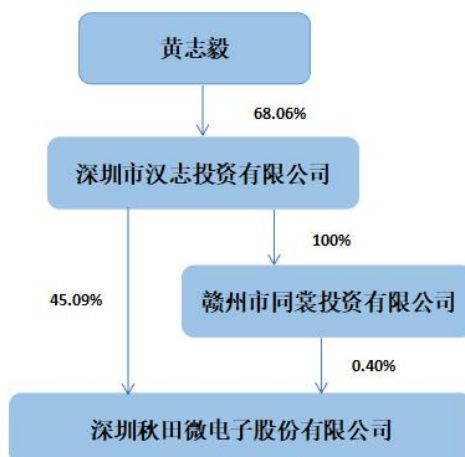 黄志毅
68.06%
深圳市汉志投资有限公司
100%
45.09%
赣州市同裳投资有限公司
0.40%
深圳秋田微电子股份有限公司